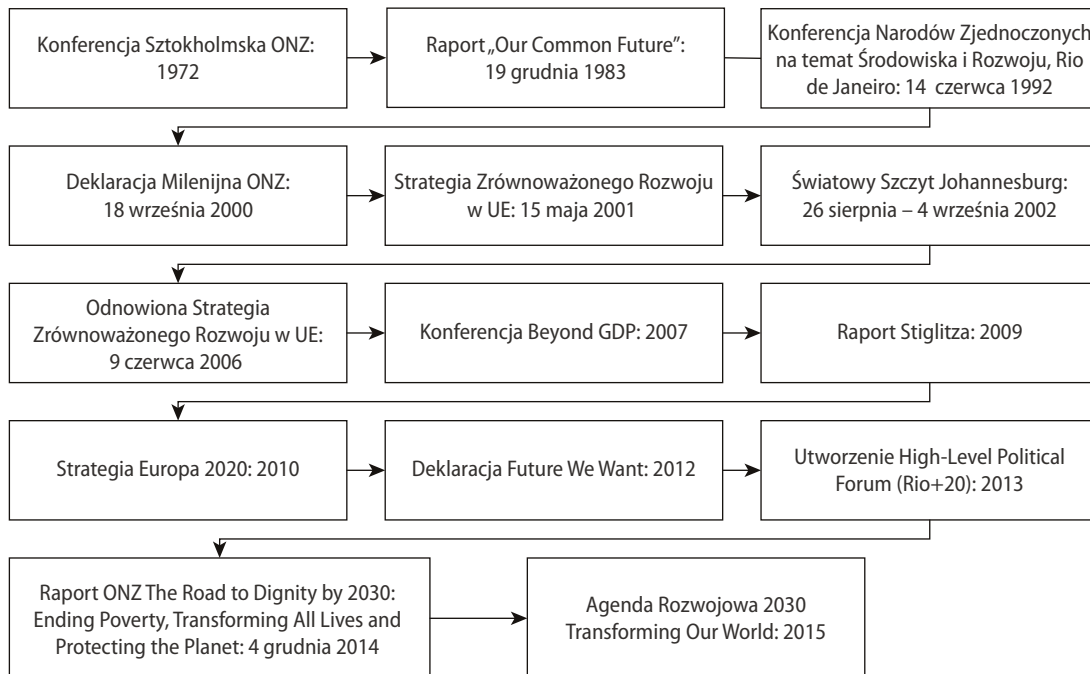 Konferencja Sztokholmska ONZ:
1972
Raport „Our Common Future”:
19 grudnia 1983
Konferencja Narodów Zjednoczonych
na temat Środowiska i Rozwoju, Rio
de Janeiro: 14 czerwca 1992
Deklaracja Milenijna ONZ:
18 września 2000
Strategia Zrównoważonego Rozwoju
w UE: 15 maja 2001
Światowy Szczyt Johannesburg:
26 sierpnia – 4 września 2002
Odnowiona Strategia
Zrównoważonego Rozwoju w UE:
9 czerwca 2006
Konferencja Beyond GDP: 2007
Raport Stiglitza: 2009
Strategia Europa 2020: 2010
Deklaracja Future We Want: 2012
Utworzenie High-Level Political
Forum (Rio+20): 2013
Raport ONZ The Road to Dignity by 2030:
Ending Poverty, Transforming All Lives and
Protecting the Planet: 4 grudnia 2014
Agenda Rozwojowa 2030
Transforming Our World: 2015